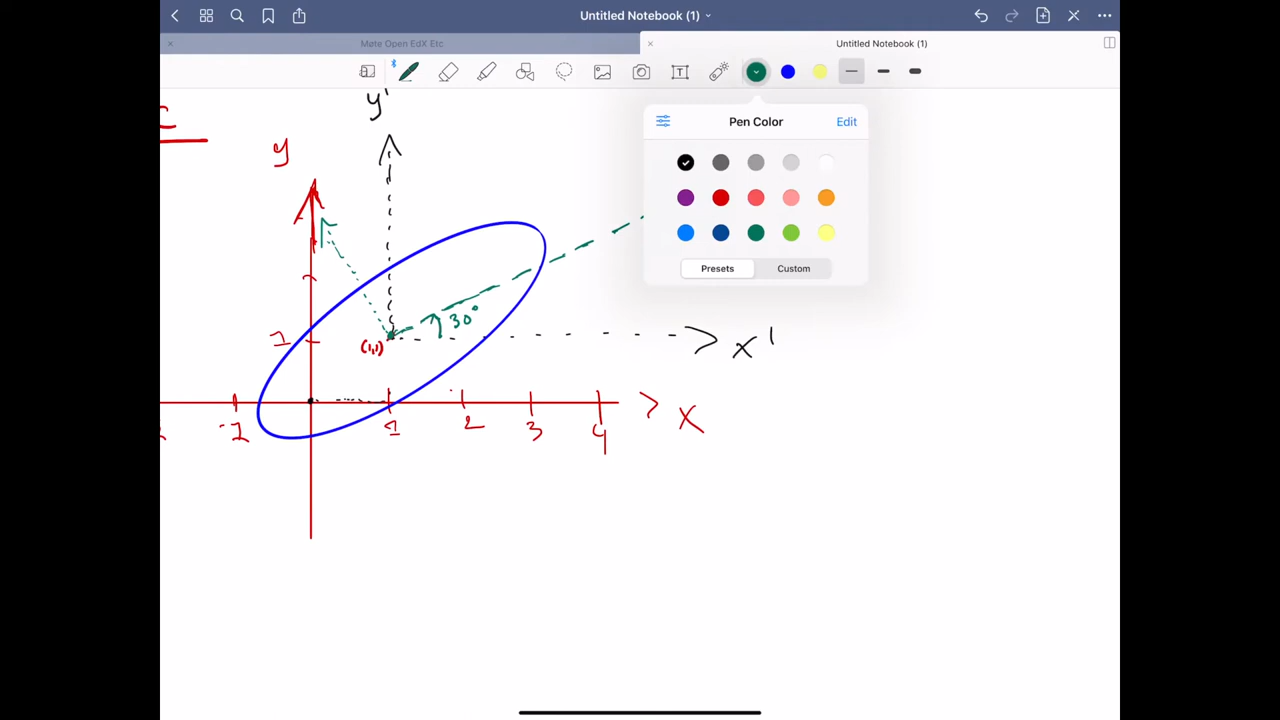 Untitled Notebook (1)
Møte Open EdX Etc
Untitled Notebook (1)
T
Pen Color
Edit
Presets
Custom
y'
y
30°
1
(1,1)
x'
-1
1
2
3
4
x